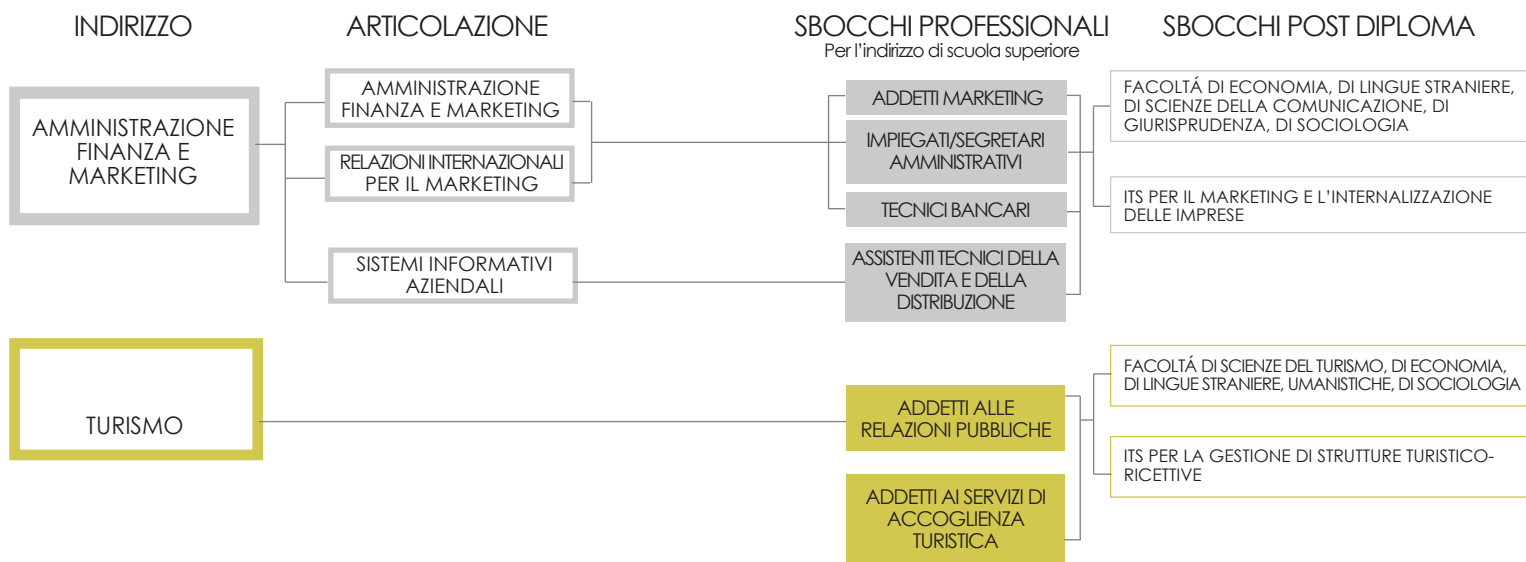 INDIRIZZO
ARTICOLAZIONE
SBOCCHI PROFESSIONALI
Per l'indirizzo di scuola superiore
SBOCCHI POST DIPLOMA
AMMINISTRAZIONE
FINANZA E
MARKETING
AMMINISTRAZIONE
FINANZA E MARKETING
RELAZIONI INTERNAZIONALI
PER IL MARKETING
SISTEMI INFORMATIVI
AZIENDALI
ADDETTI MARKETING
IMPIEGATI/SEGRETARI
AMMINISTRATIVI
TECNICI BANCARI
ASSISTENTI TECNICI DELLA
VENDITA E DELLA
DISTRIBUZIONE
FACOLTÁ DI ECONOMIA, DI LINGUE STRANIERE,
DI SCIENZE DELLA COMUNICAZIONE, DI
GIURISPRUDENZA, DI SOCIOLOGIA
ITS PER IL MARKETING E L'INTERNALIZZAZIONE
DELLE IMPRESE
TURISMO
ADDETTI ALLE
RELAZIONI PUBBLICHE
ADDETTI AI SERVIZI DI
ACCOGLIENZA
TURISTICA
FACOLTÁ DI SCIENZE DEL TURISMO, DI ECONOMIA,
DI LINGUE STRANIERE, UMANISTICHE, DI SOCIOLOGIA
ITS PER LA GESTIONE DI STRUTTURE TURISTICO-
RICETTIVE